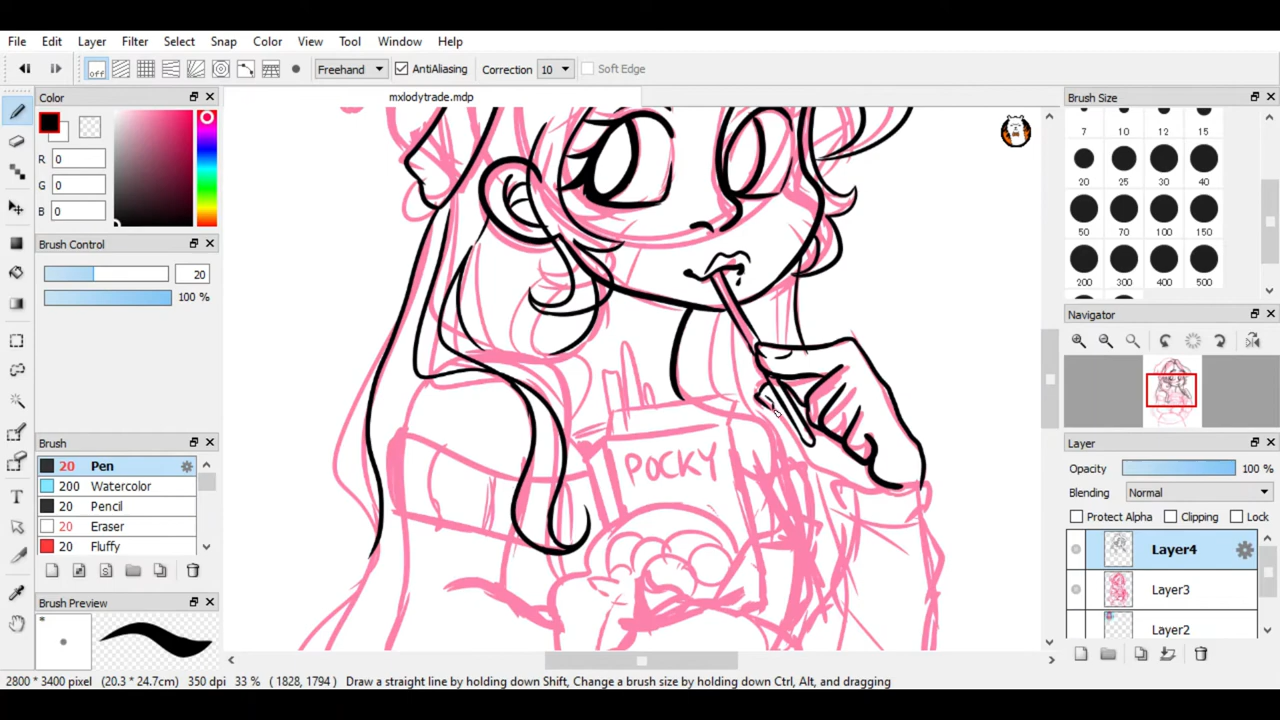 File Edit Layer Filter Select Snap Color View Tool Window Help
off Freehand AntiAliasing Correction 10 Soft Edge
Color
mxlodytrade.mdp
Brush Size
R 0
G 0
B 0
7 10 12 15
20 25 30 40
50 70 100 150
200 300 400 500
Brush Control
20
100 %
Navigator
Brush
20 Pen
200 Watercolor
20 Pencil
20 Eraser
20 Fluffy
POCKY
Layer
Opacity 100 %
Blending Normal
Protect Alpha Clipping Lock
Layer4
Layer3
Layer2
Brush Preview
*
2800 * 3400 pixel (20.3 * 24.7cm) 350 dpi 33 % ( 1828, 1794 ) Draw a straight line by holding down Shift, Change a brush size by holding down Ctrl, Alt, and dragging